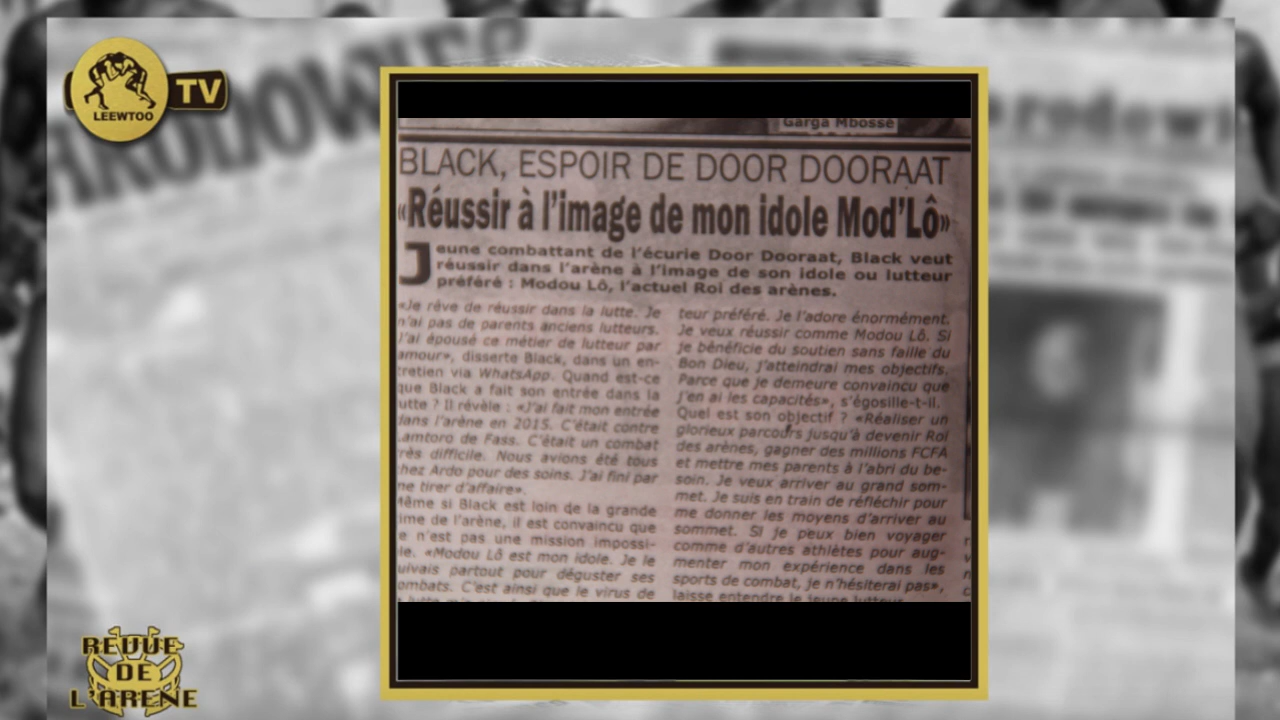 LEEWTOO
TV
Garga Mbossé
BLACK, ESPOIR DE DOOR DOORAAT
«Réussir à l'image de mon idole Mod'Lô»
Jeune combattant de l'écurie Door Dooraat, Black veut
réussir dans l'arène à l'image de son idole ou lutteur
préféré : Modou Lô, l'actuel Roi des arènes.
«Je rêve de réussir dans la lutte. Je
n'ai pas de parents anciens lutteurs.
J'ai épousé ce métier de lutteur par
amour», disserte Black, dans un en-
tretien via WhatsApp. Quand est-ce
que Black a fait son entrée dans la
utte ? Il révèle : «J'ai fait mon entrée
dans l'arène en 2015. C'était contre
Lamtoro de Fass. C'était un combat
rès difficile. Nous avions été tous
hez Ardo pour des soins. J'ai fini par
me tirer d'affaire».
Même si Black est loin de la grande
ime de l'arène, il est convaincu que
e n'est pas une mission impossi-
le. «Modou Lô est mon idole. Je le
uivais partout pour déguster ses
ombats. C'est ainsi que le virus de
teur préféré. Je l'adore énormément.
Je veux réussir comme Modou Lô. Si
je bénéficie du soutien sans faille du
Bon Dieu, j'atteindrai mes objectifs.
Parce que je demeure convaincu que
j'en ai les capacités», s'égosille-t-il.
Quel est son objectif ? «Réaliser un
glorieux parcours jusqu'à devenir Roi
des arènes, gagner des millions FCFA
et mettre mes parents à l'abri du be-
soin. Je veux arriver au grand som-
met. Je suis en train de réfléchir pour
me donner les moyens d'arriver au
sommet. Si je peux bien voyager
comme d'autres athlètes pour aug-
menter mon expérience dans les
sports de combat, je n'hésiterai pas»,
laisse entendre le jeune lutteur
REVUE
DE
L'ARENE